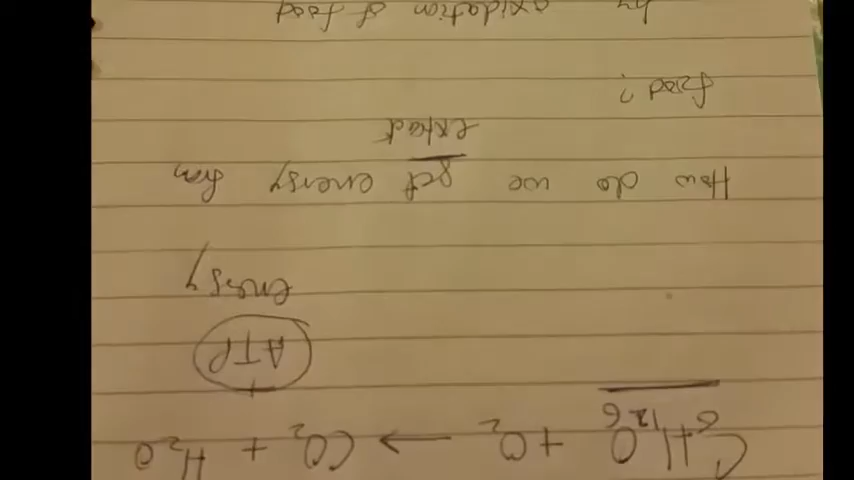 C6H12O6 + O2 → CO2 + H2O
+
ATP
energy
How do we get energy from
extract
food?
by oxidation of food